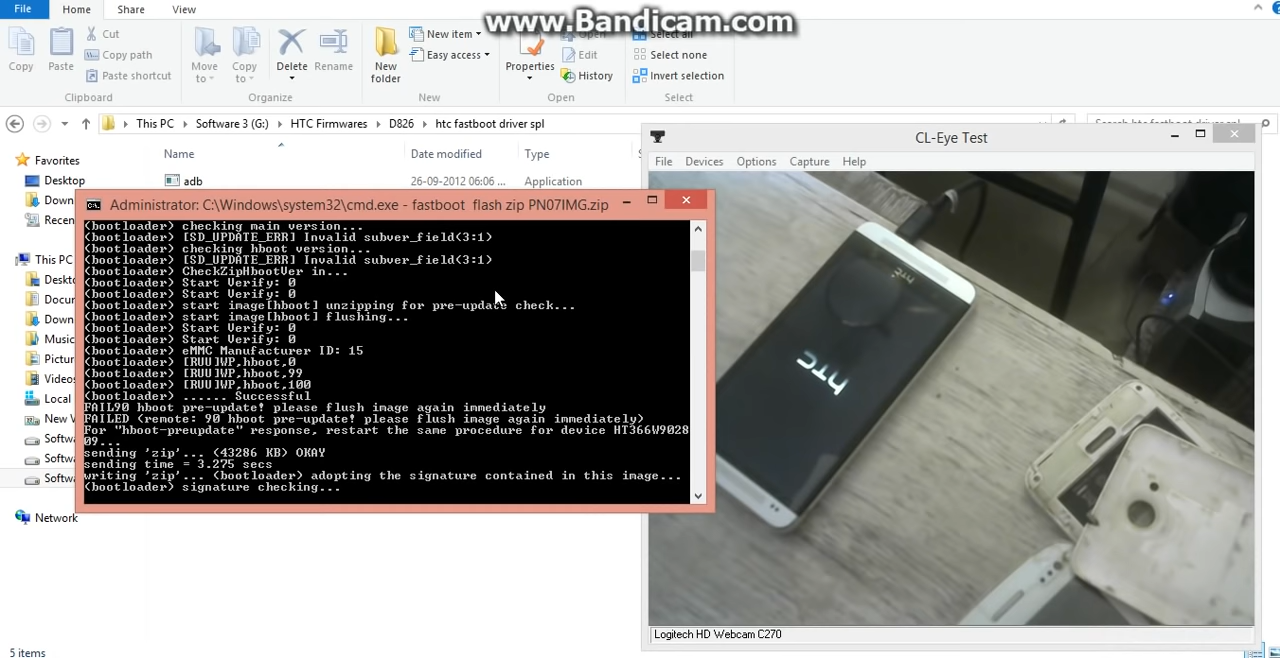 www.Bandicam.com
File
Home
Share
View
Copy
Paste
Cut
Copy path
Paste shortcut
Move to
Copy to
Delete
Rename
New folder
New item
Easy access
Properties
Open
Edit
History
Select all
Select none
Invert selection
Clipboard
Organize
New
Open
Select
This PC
Software 3 (G:)
HTC Firmwares
D826
htc fastboot driver spl
Name
Date modified
Type
adb
26-09-2012 06:06 ...
Application
Favorites
Desktop
Network
5 items
Administrator: C:\Windows\system32\cmd.exe - fastboot flash zip PN07IMG.zip
(bootloader) checking main version...
(bootloader) [SD_UPDATE_ERR] Invalid subver_field(3:1)
(bootloader) checking hboot version...
(bootloader) [SD_UPDATE_ERR] Invalid subver_field(3:1)
(bootloader) CheckZipHbootVer in...
(bootloader) Start Verify: 0
(bootloader) Start Verify: 0
(bootloader) start image[hboot] unzipping for pre-update check...
(bootloader) start image[hboot] flushing...
(bootloader) Start Verify: 0
(bootloader) Start Verify: 0
(bootloader) eMMC Manufacturer ID: 15
(bootloader) [RUU]WP,hboot,0
(bootloader) [RUU]WP,hboot,99
(bootloader) [RUU]WP,hboot,100
(bootloader) ...... Successful
FAIL90 hboot pre-update! please flush image again immediately
FAILED (remote: 90 hboot pre-update! please flush image again immediately)
For "hboot-preupdate" response, restart the same procedure for device HT366W9028
09...
sending 'zip'... (43286 KB) OKAY
sending time = 3.275 secs
writing 'zip'... (bootloader) adopting the signature contained in this image...
(bootloader) signature checking...
CL-Eye Test
File
Devices
Options
Capture
Help
htc
htc
Logitech HD Webcam C270